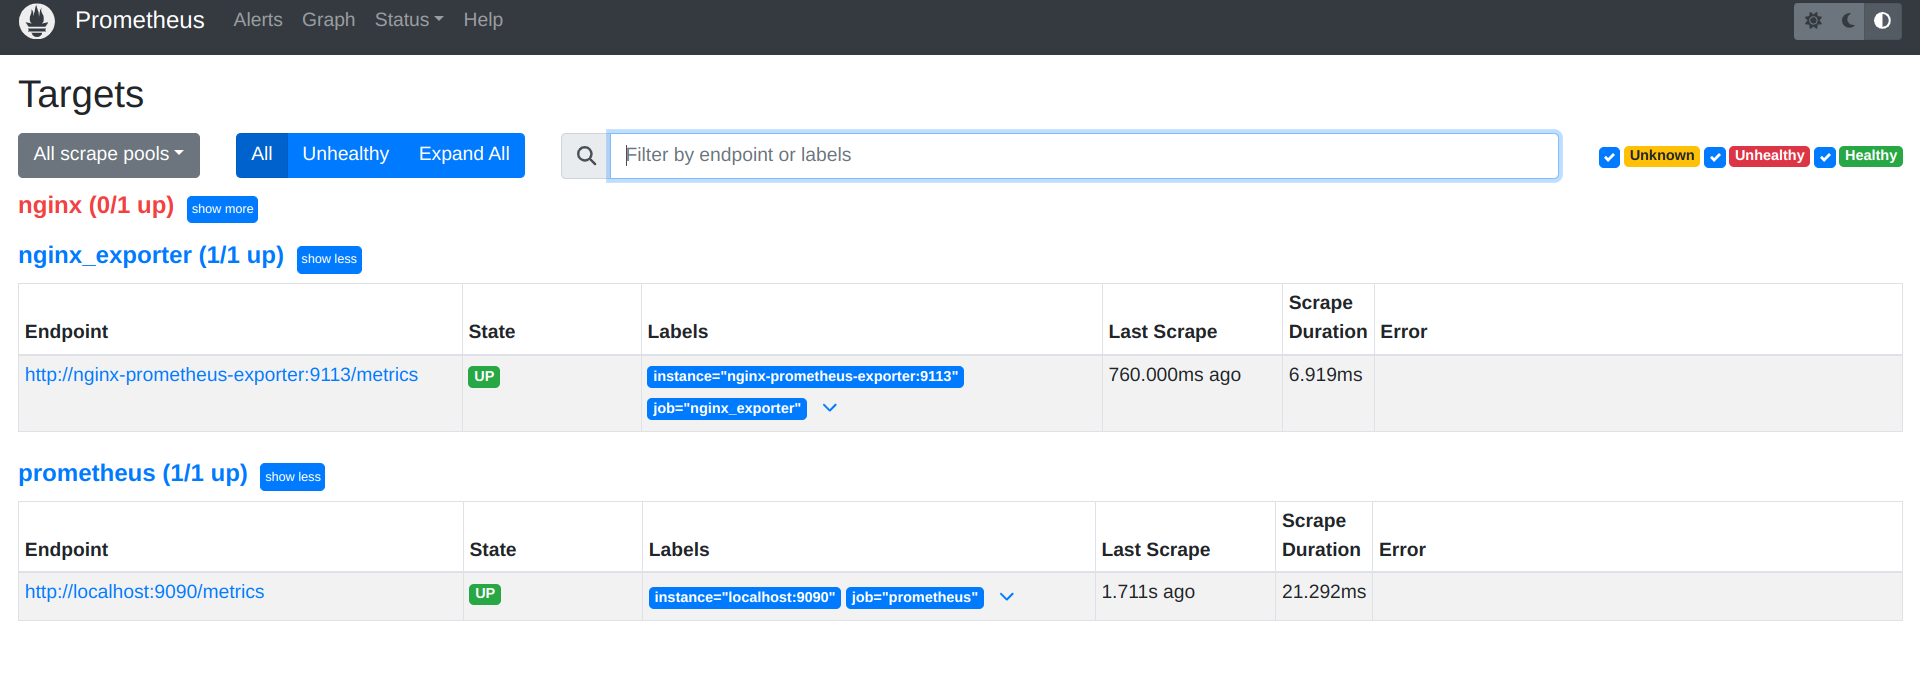 Prometheus Alerts Graph Status Help
Targets
All scrape pools All Unhealthy Expand All Filter by endpoint or labels Unknown Unhealthy Healthy
nginx (0/1 up) show more
nginx_exporter (1/1 up) show less
Endpoint State Labels Last Scrape Scrape Duration Error
http://nginx-prometheus-exporter:9113/metrics UP instance="nginx-prometheus-exporter:9113" 760.000ms ago 6.919ms
job="nginx_exporter"
prometheus (1/1 up) show less
Endpoint State Labels Last Scrape Scrape Duration Error
http://localhost:9090/metrics UP instance="localhost:9090" job="prometheus" 1.711s ago 21.292ms